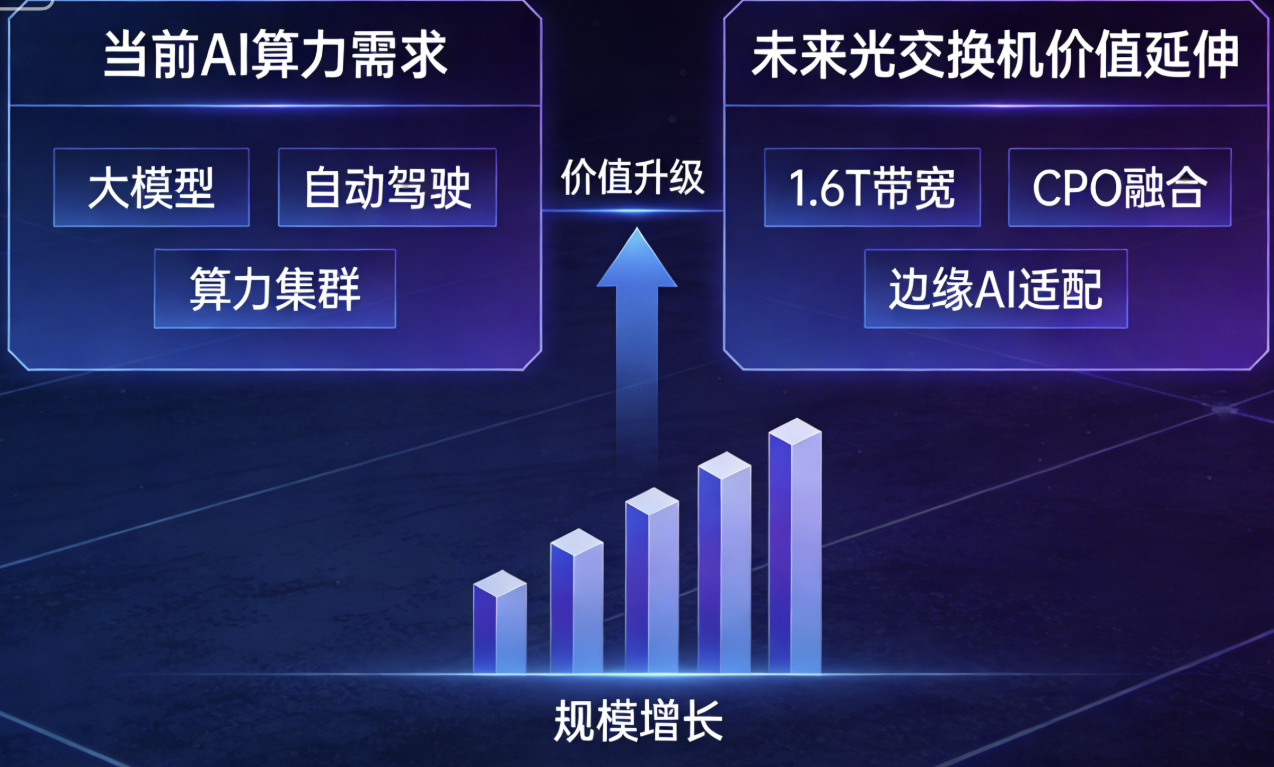 当前AI算力需求
大模型
自动驾驶
算力集群
价值升级
未来光交换机价值延伸
1.6T带宽
CPO融合
边缘AI适配
规模增长